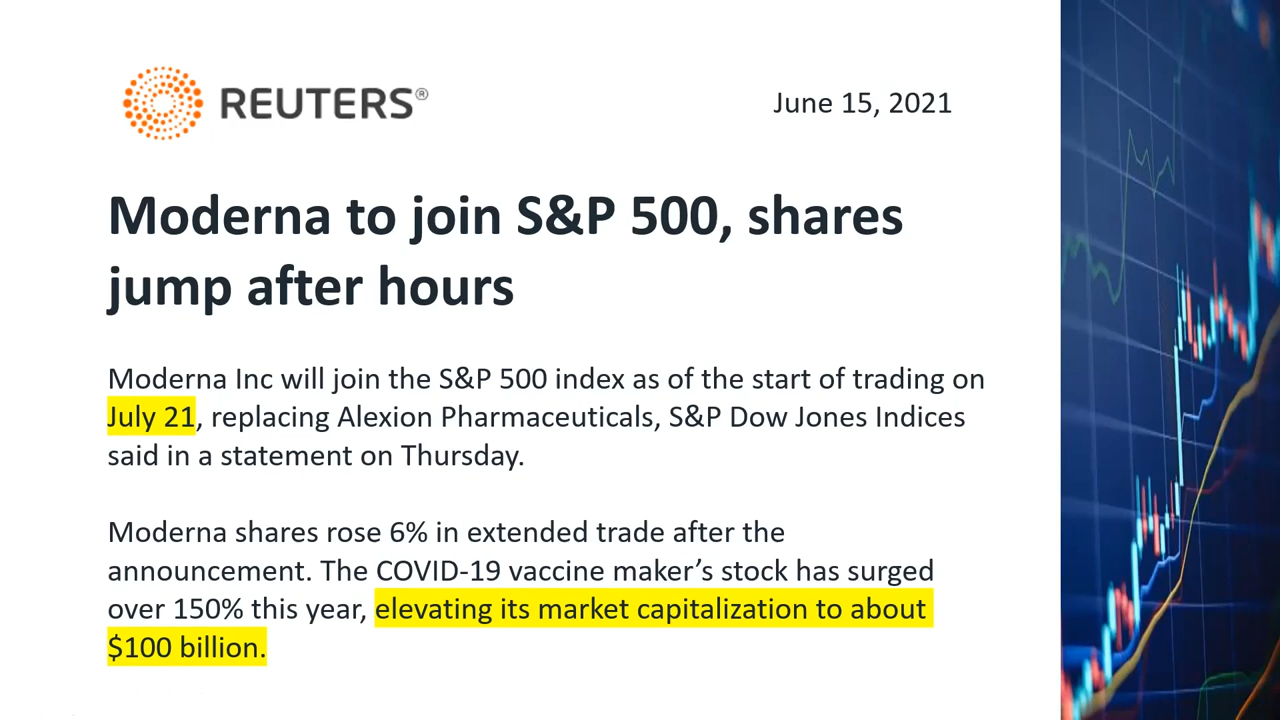 REUTERS®
June 15, 2021
Moderna to join S&P 500, shares
jump after hours
Moderna Inc will join the S&P 500 index as of the start of trading on
July 21, replacing Alexion Pharmaceuticals, S&P Dow Jones Indices
said in a statement on Thursday.
Moderna shares rose 6% in extended trade after the
announcement. The COVID-19 vaccine maker’s stock has surged
over 150% this year, elevating its market capitalization to about
$100 billion.